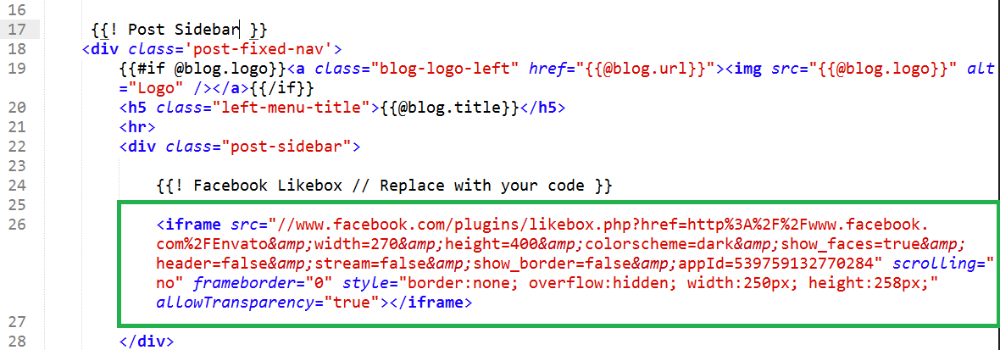 16
17 {{! Post Sidebar }}
18 <div class='post-fixed-nav'>
19 {{#if @blog.logo}}<a class="blog-logo-left" href="{{@blog.url}}"><img src="{{@blog.logo}}" alt
="Logo" /></a>{{/if}}
20 <h5 class="left-menu-title">{{@blog.title}}</h5>
21 <hr>
22 <div class="post-sidebar">
23
24 {{! Facebook Likebox // Replace with your code }}
25
26 <iframe src="//www.facebook.com/plugins/likebox.php?href=http%3A%2F%2Fwww.facebook.
com%2FEnvato&amp;width=270&amp;height=400&amp;colorscheme=dark&amp;show_faces=true&amp;
header=false&amp;stream=false&amp;show_border=false&amp;appId=539759132770284" scrolling="
no" frameborder="0" style="border:none; overflow:hidden; width:250px; height:258px;"
allowTransparency="true"></iframe>
27
28 </div>